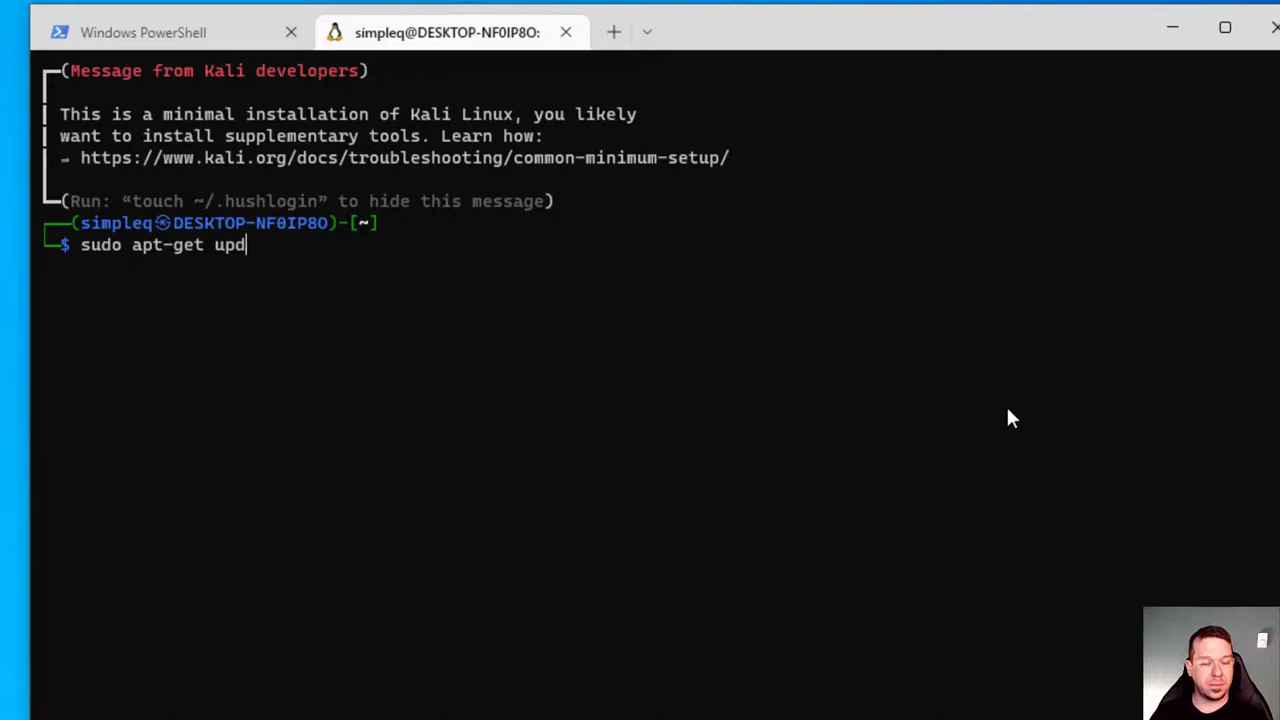 Windows PowerShell
simpleq@DESKTOP-NF0IP8O:
(Message from Kali developers)
This is a minimal installation of Kali Linux, you likely
want to install supplementary tools. Learn how:
⇒ https://www.kali.org/docs/troubleshooting/common-minimum-setup/
(Run: “touch ~/.hushlogin” to hide this message)
(simpleq㉿DESKTOP-NF0IP8O)-[~]
$ sudo apt-get upd